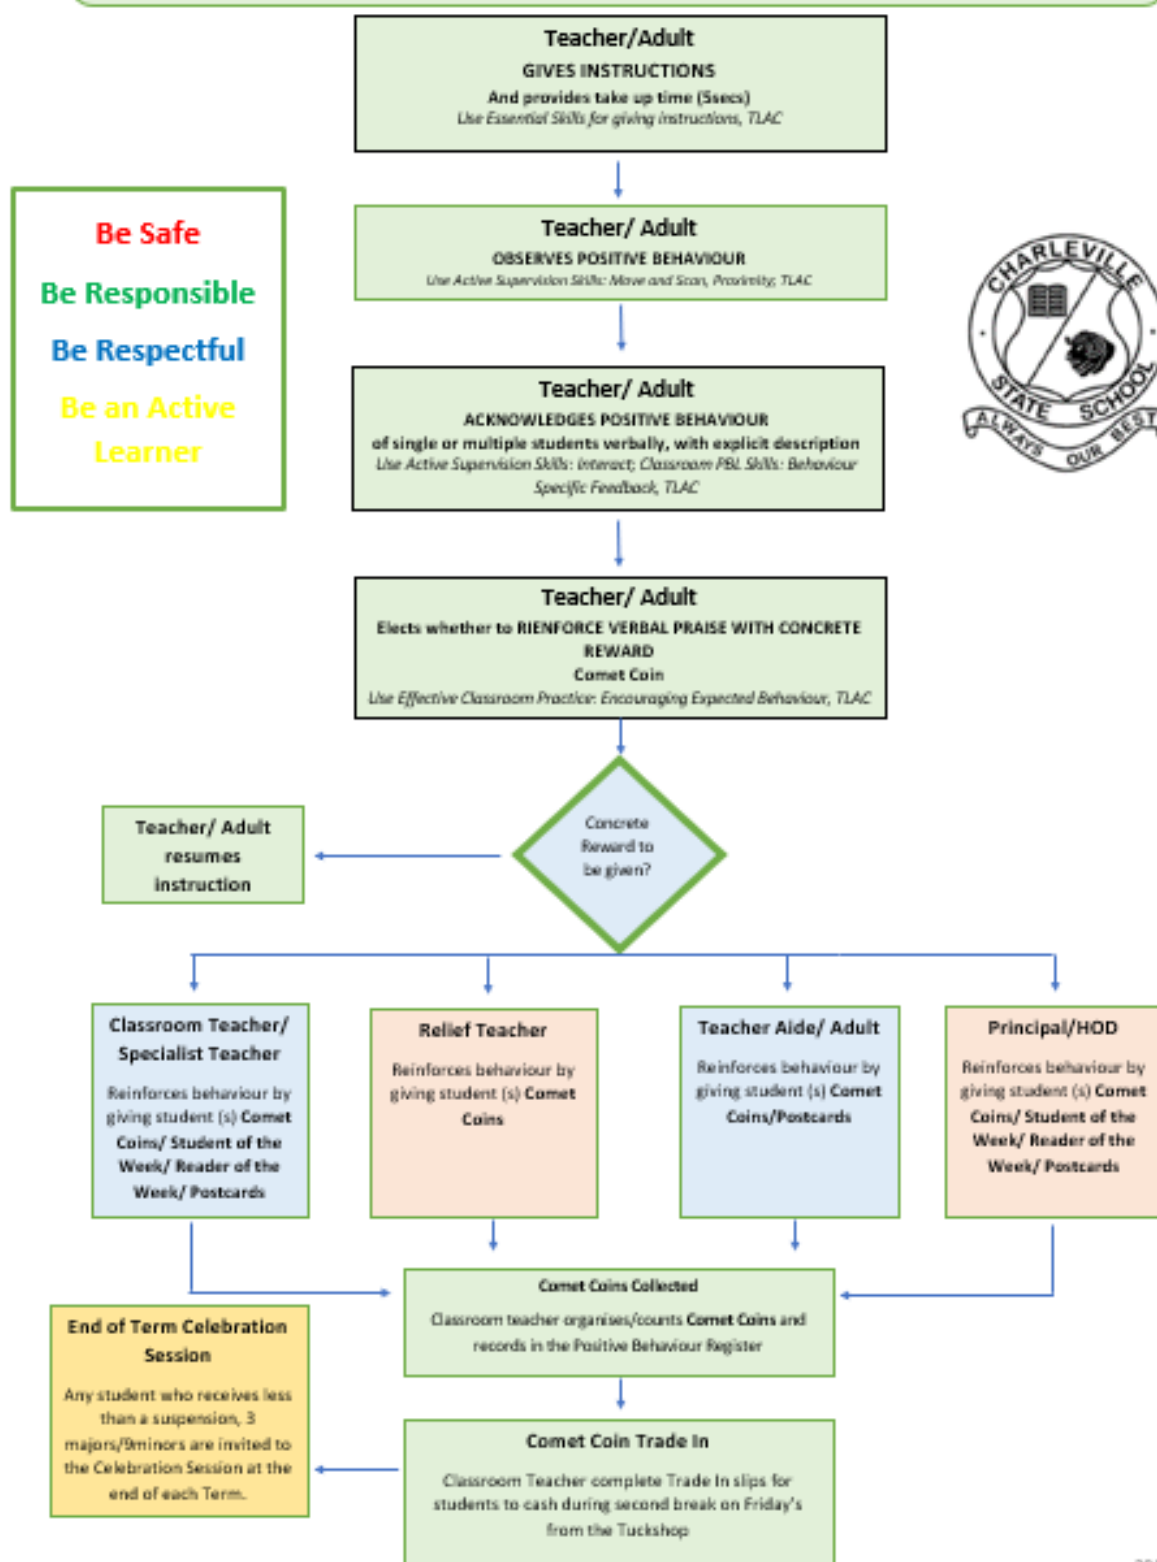 Teacher/Adult
GIVES INSTRUCTIONS
And provides take up time (5secs)
Use Essential Skills for giving instructions, TLAC
Be Safe
Be Responsible
Be Respectful
Be an Active
Learner
Teacher/ Adult
OBSERVES POSITIVE BEHAVIOUR
Use Active Supervision Skills: Move and Scan, Proximity, TLAC
CHARLEVILLE
STATE SCHOOL
ALWAYS OUR BEST
Teacher/ Adult
ACKNOWLEDGES POSITIVE BEHAVIOUR
of single or multiple students verbally, with explicit description
Use Active Supervision Skills: Interact; Classroom PBL Skills: Behaviour
Specific Feedback, TLAC
Teacher/ Adult
Elects whether to RIENFORCE VERBAL PRAISE WITH CONCRETE
REWARD
Comet Coin
Use Effective Classroom Practice: Encouraging Expected Behaviour, TLAC
Concrete
Reward to
be given?
Teacher/ Adult
resumes
instruction
Classroom Teacher/
Specialist Teacher
Reinforces behaviour by
giving student (s) Comet
Coins/ Student of the
Week/ Reader of the
Week/ Postcards
Relief Teacher
Reinforces behaviour by
giving student (s) Comet
Coins
Teacher Aide/ Adult
Reinforces behaviour by
giving student (s) Comet
Coins/Postcards
Principal/HOD
Reinforces behaviour by
giving student (s) Comet
Coins/ Student of the
Week/ Reader of the
Week/ Postcards
Comet Coins Collected
Classroom teacher organises/counts Comet Coins and
records in the Positive Behaviour Register
End of Term Celebration
Session
Any student who receives less
than a suspension, 3
majors/9minors are invited to
the Celebration Session at the
end of each Term.
Comet Coin Trade In
Classroom Teacher complete Trade In slips for
students to cash during second break on Friday's
from the Tuckshop